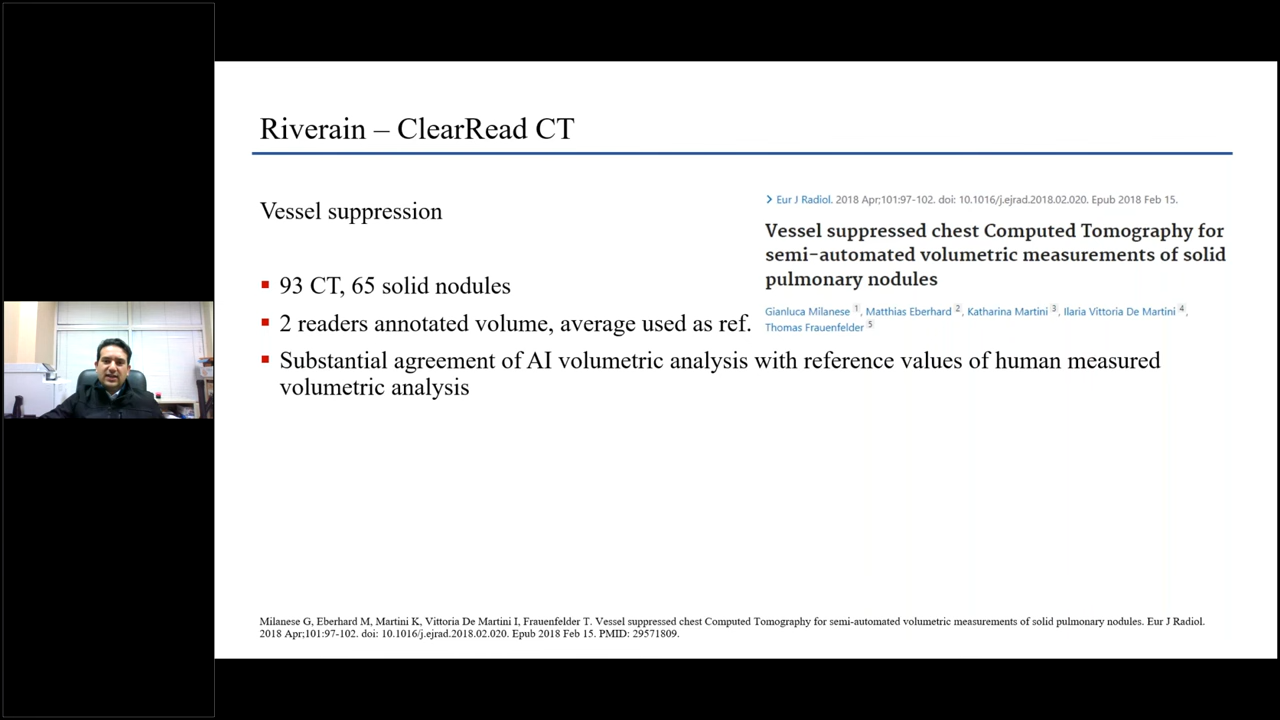 Riverain – ClearRead CT
Vessel suppression
93 CT, 65 solid nodules
2 readers annotated volume, average used as ref.
Substantial agreement of AI volumetric analysis with reference values of human measured
volumetric analysis
Eur J Radiol. 2018 Apr;101:97-102. doi: 10.1016/j.ejrad.2018.02.020. Epub 2018 Feb 15.
Vessel suppressed chest Computed Tomography for
semi-automated volumetric measurements of solid
pulmonary nodules
Gianluca Milanese 1, Matthias Eberhard 2, Katharina Martini 3, Ilaria Vittoria De Martini 4,
Thomas Frauenfelder 5
Milanese G, Eberhard M, Martini K, Vittoria De Martini I, Frauenfelder T. Vessel suppressed chest Computed Tomography for semi-automated volumetric measurements of solid pulmonary nodules. Eur J Radiol.
2018 Apr;101:97-102. doi: 10.1016/j.ejrad.2018.02.020. Epub 2018 Feb 15. PMID: 29571809.